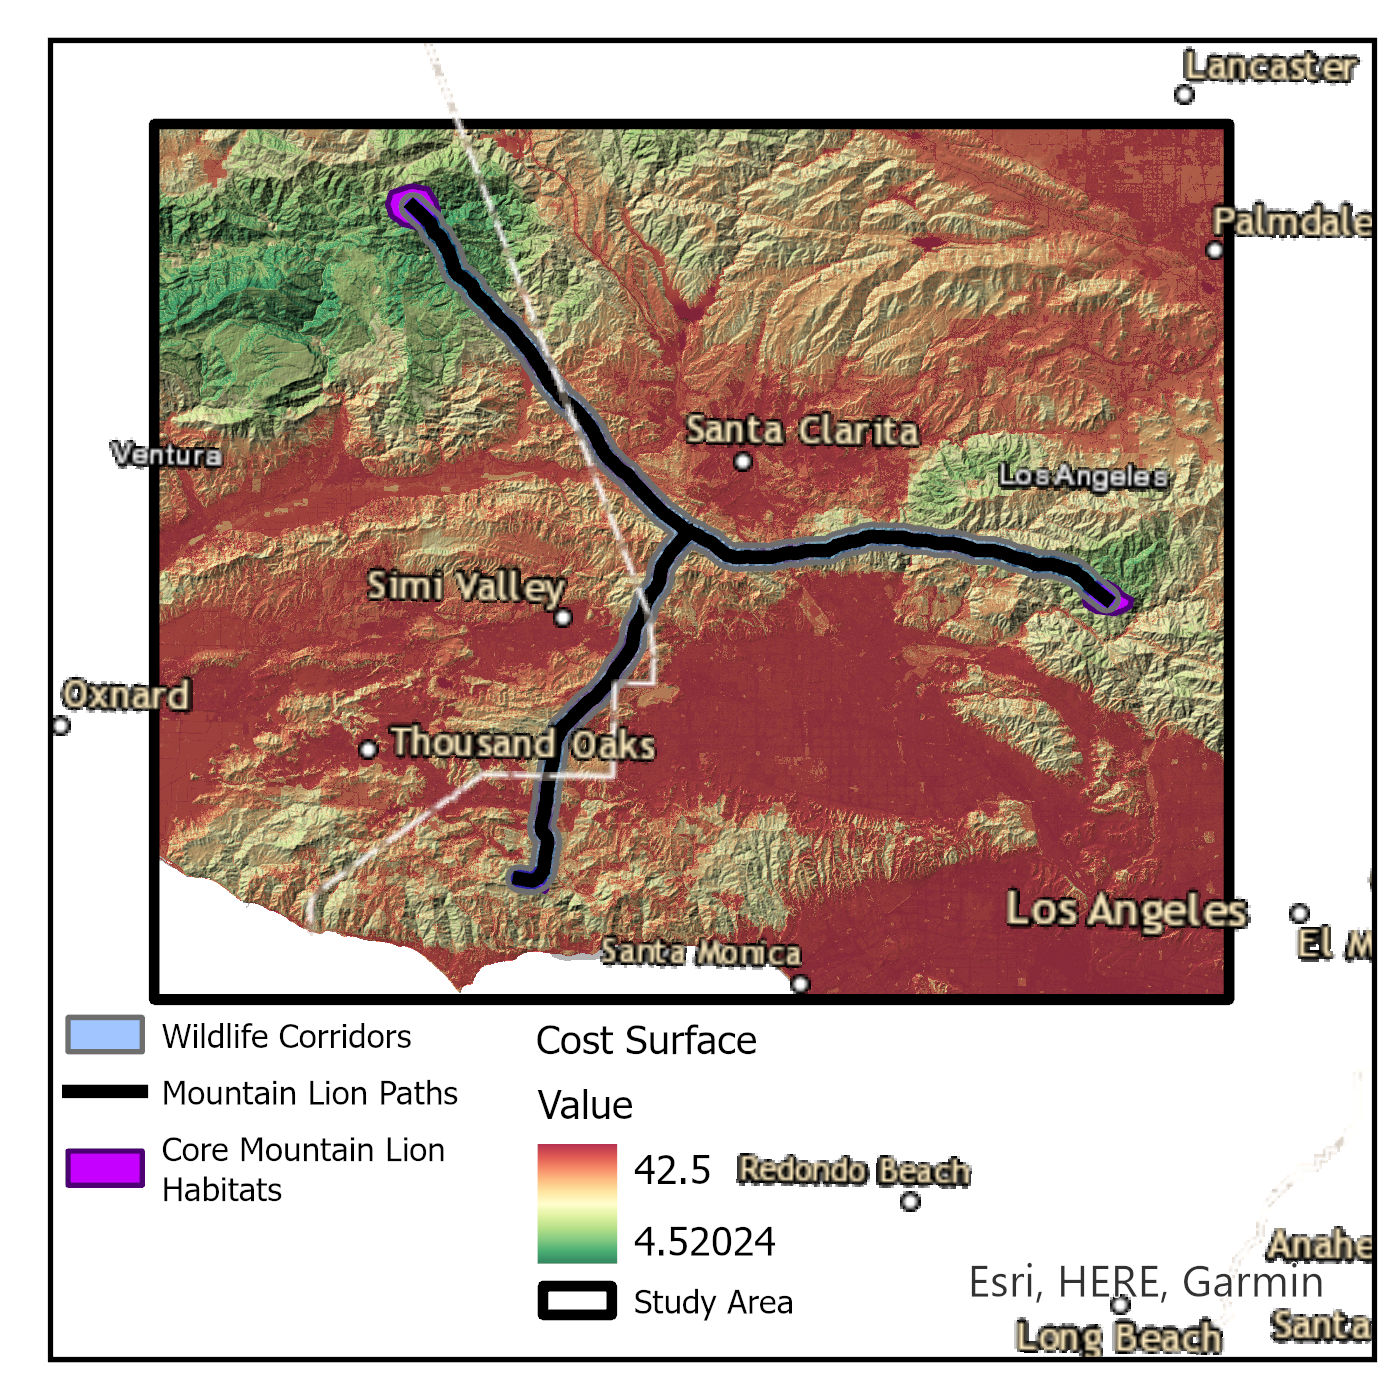 Lancaster
Palmdale
Santa Clarita
Ventura
Los Angeles
Simi Valley
Oxnard
Thousand Oaks
Los Angeles
El M
Santa Monica
Wildlife Corridors
Mountain Lion Paths
Core Mountain Lion
Habitats
Cost Surface
Value
42.5
4.52024
Study Area
Redondo Beach
Anahe
Esri, HERE, Garmin
Long Beach
Santa